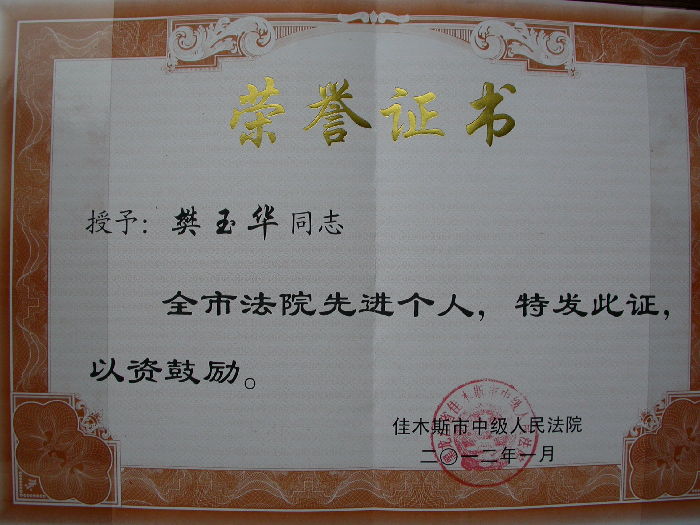 荣誉证书
授予：樊玉华同志
全市法院先进个人，特发此证，
以资鼓励。
佳木斯市中级人民法院
二〇一二年一月